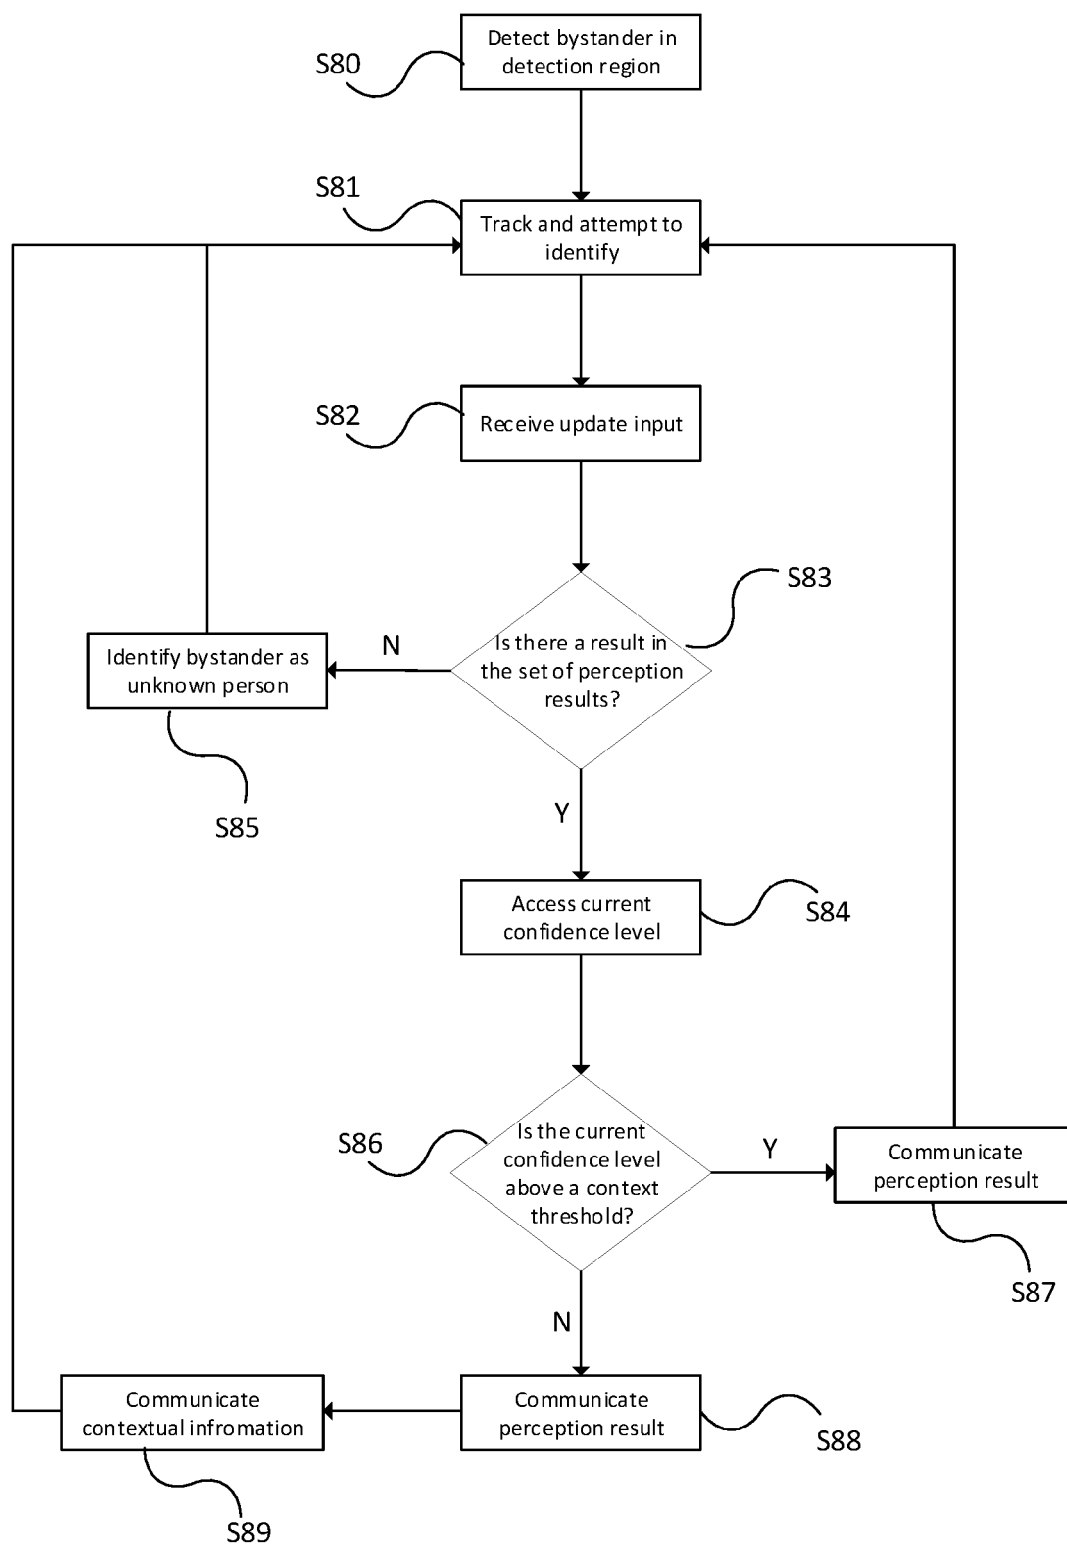 Detect bystander in
detection region
S80
S81
Track and attempt to
identify
S82
Receive update input
S83
Is there a result in
the set of perception
results?
N
Identify bystander as
unknown person
S85
Y
Access current
confidence level
S84
S86
Is the current
confidence level
above a context
threshold?
Y
Communicate
perception result
S87
N
Communicate
perception result
S88
Communicate
contextual infromation
S89